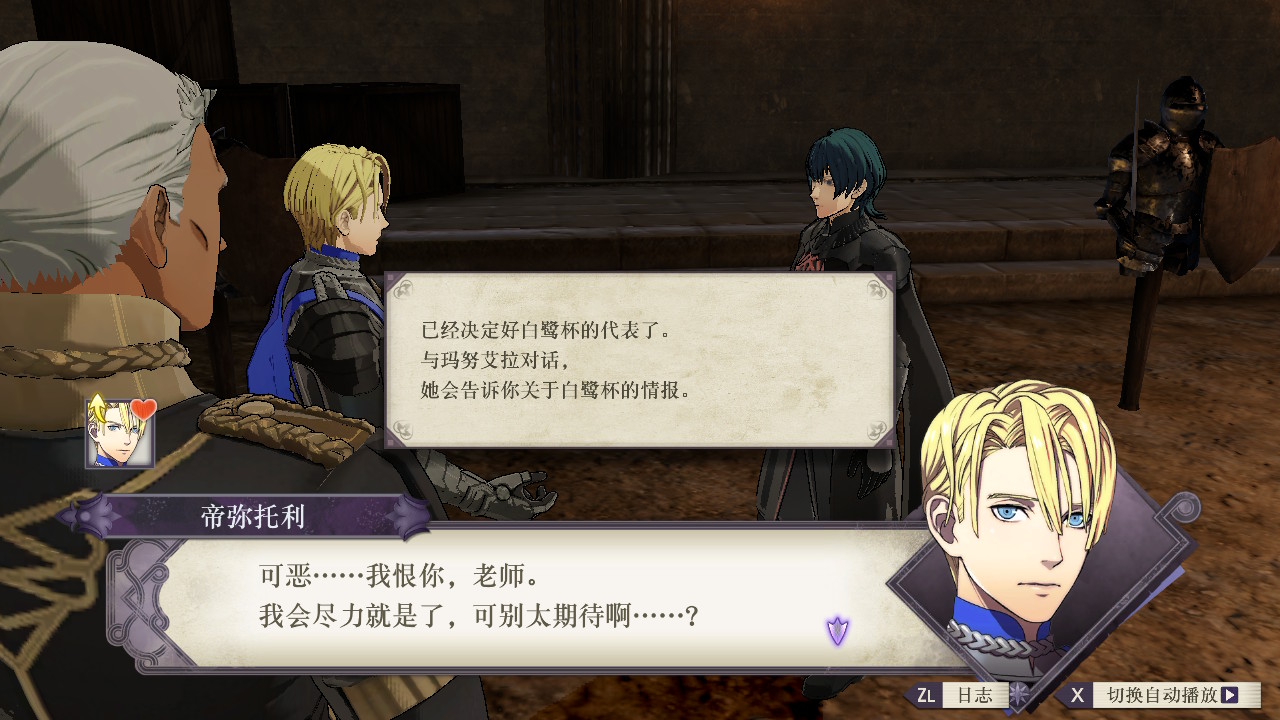 已经决定好白鹭杯的代表了。
与玛努艾拉对话，
她会告诉你关于白鹭杯的情报。
帝弥托利
可恶……我恨你，老师。
我会尽力就是了，可别太期待啊……？
ZL 日志 X 切换自动播放